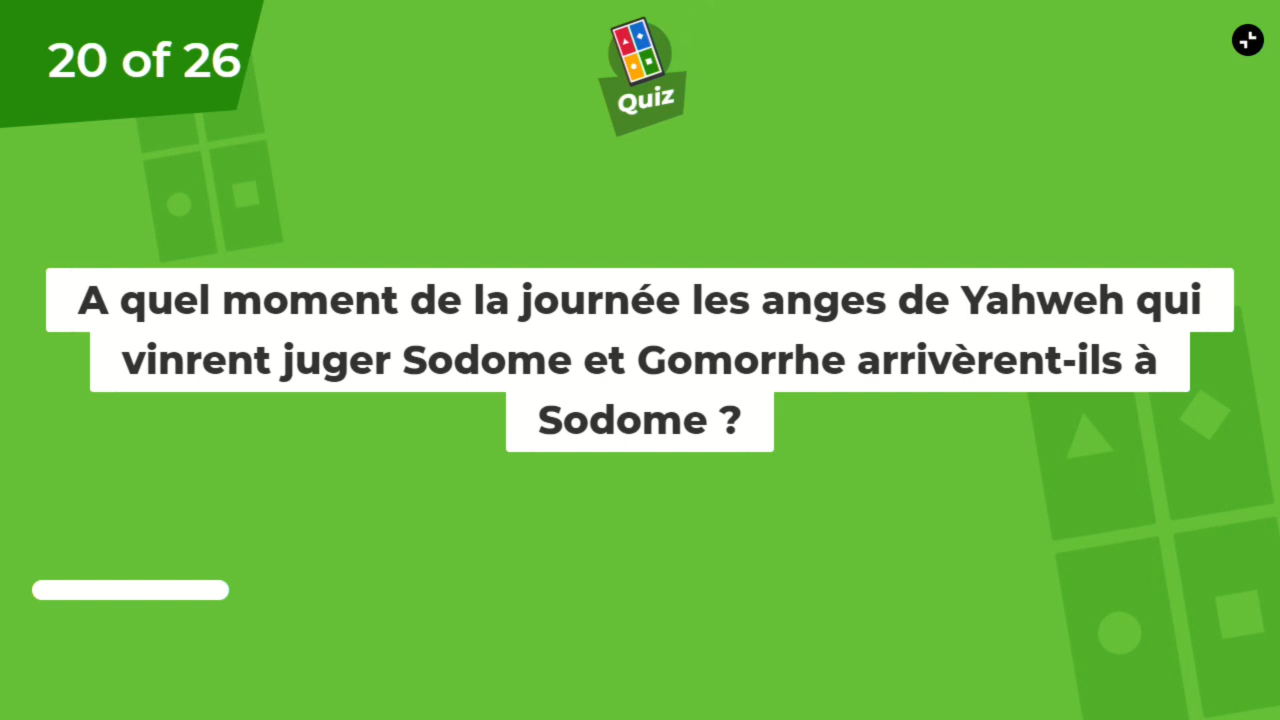 20 of 26
Quiz
A quel moment de la journée les anges de Yahweh qui
vinrent juger Sodome et Gomorrhe arrivèrent-ils à
Sodome ?